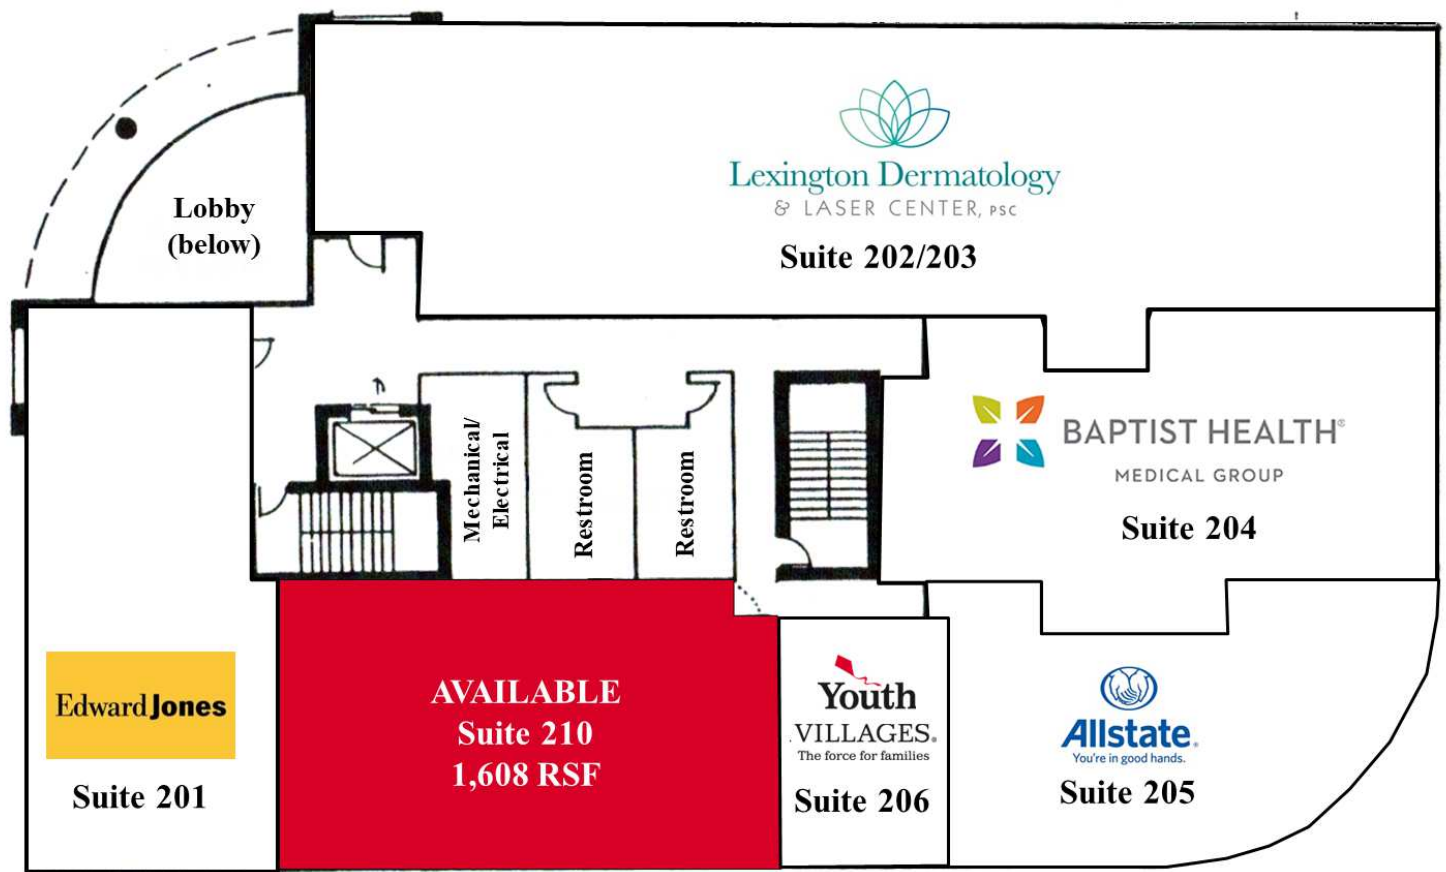 Lexington Dermatology
& LASER CENTER, PSC
Suite 202/203
Lobby
(below)
BAPTIST HEALTH®
MEDICAL GROUP
Suite 204
Mechanical/
Electrical
Restroom
Restroom
Edward Jones
Suite 201
AVAILABLE
Suite 210
1,608 RSF
Youth
VILLAGES®
The force for families
Suite 206
Allstate®
You're in good hands.
Suite 205